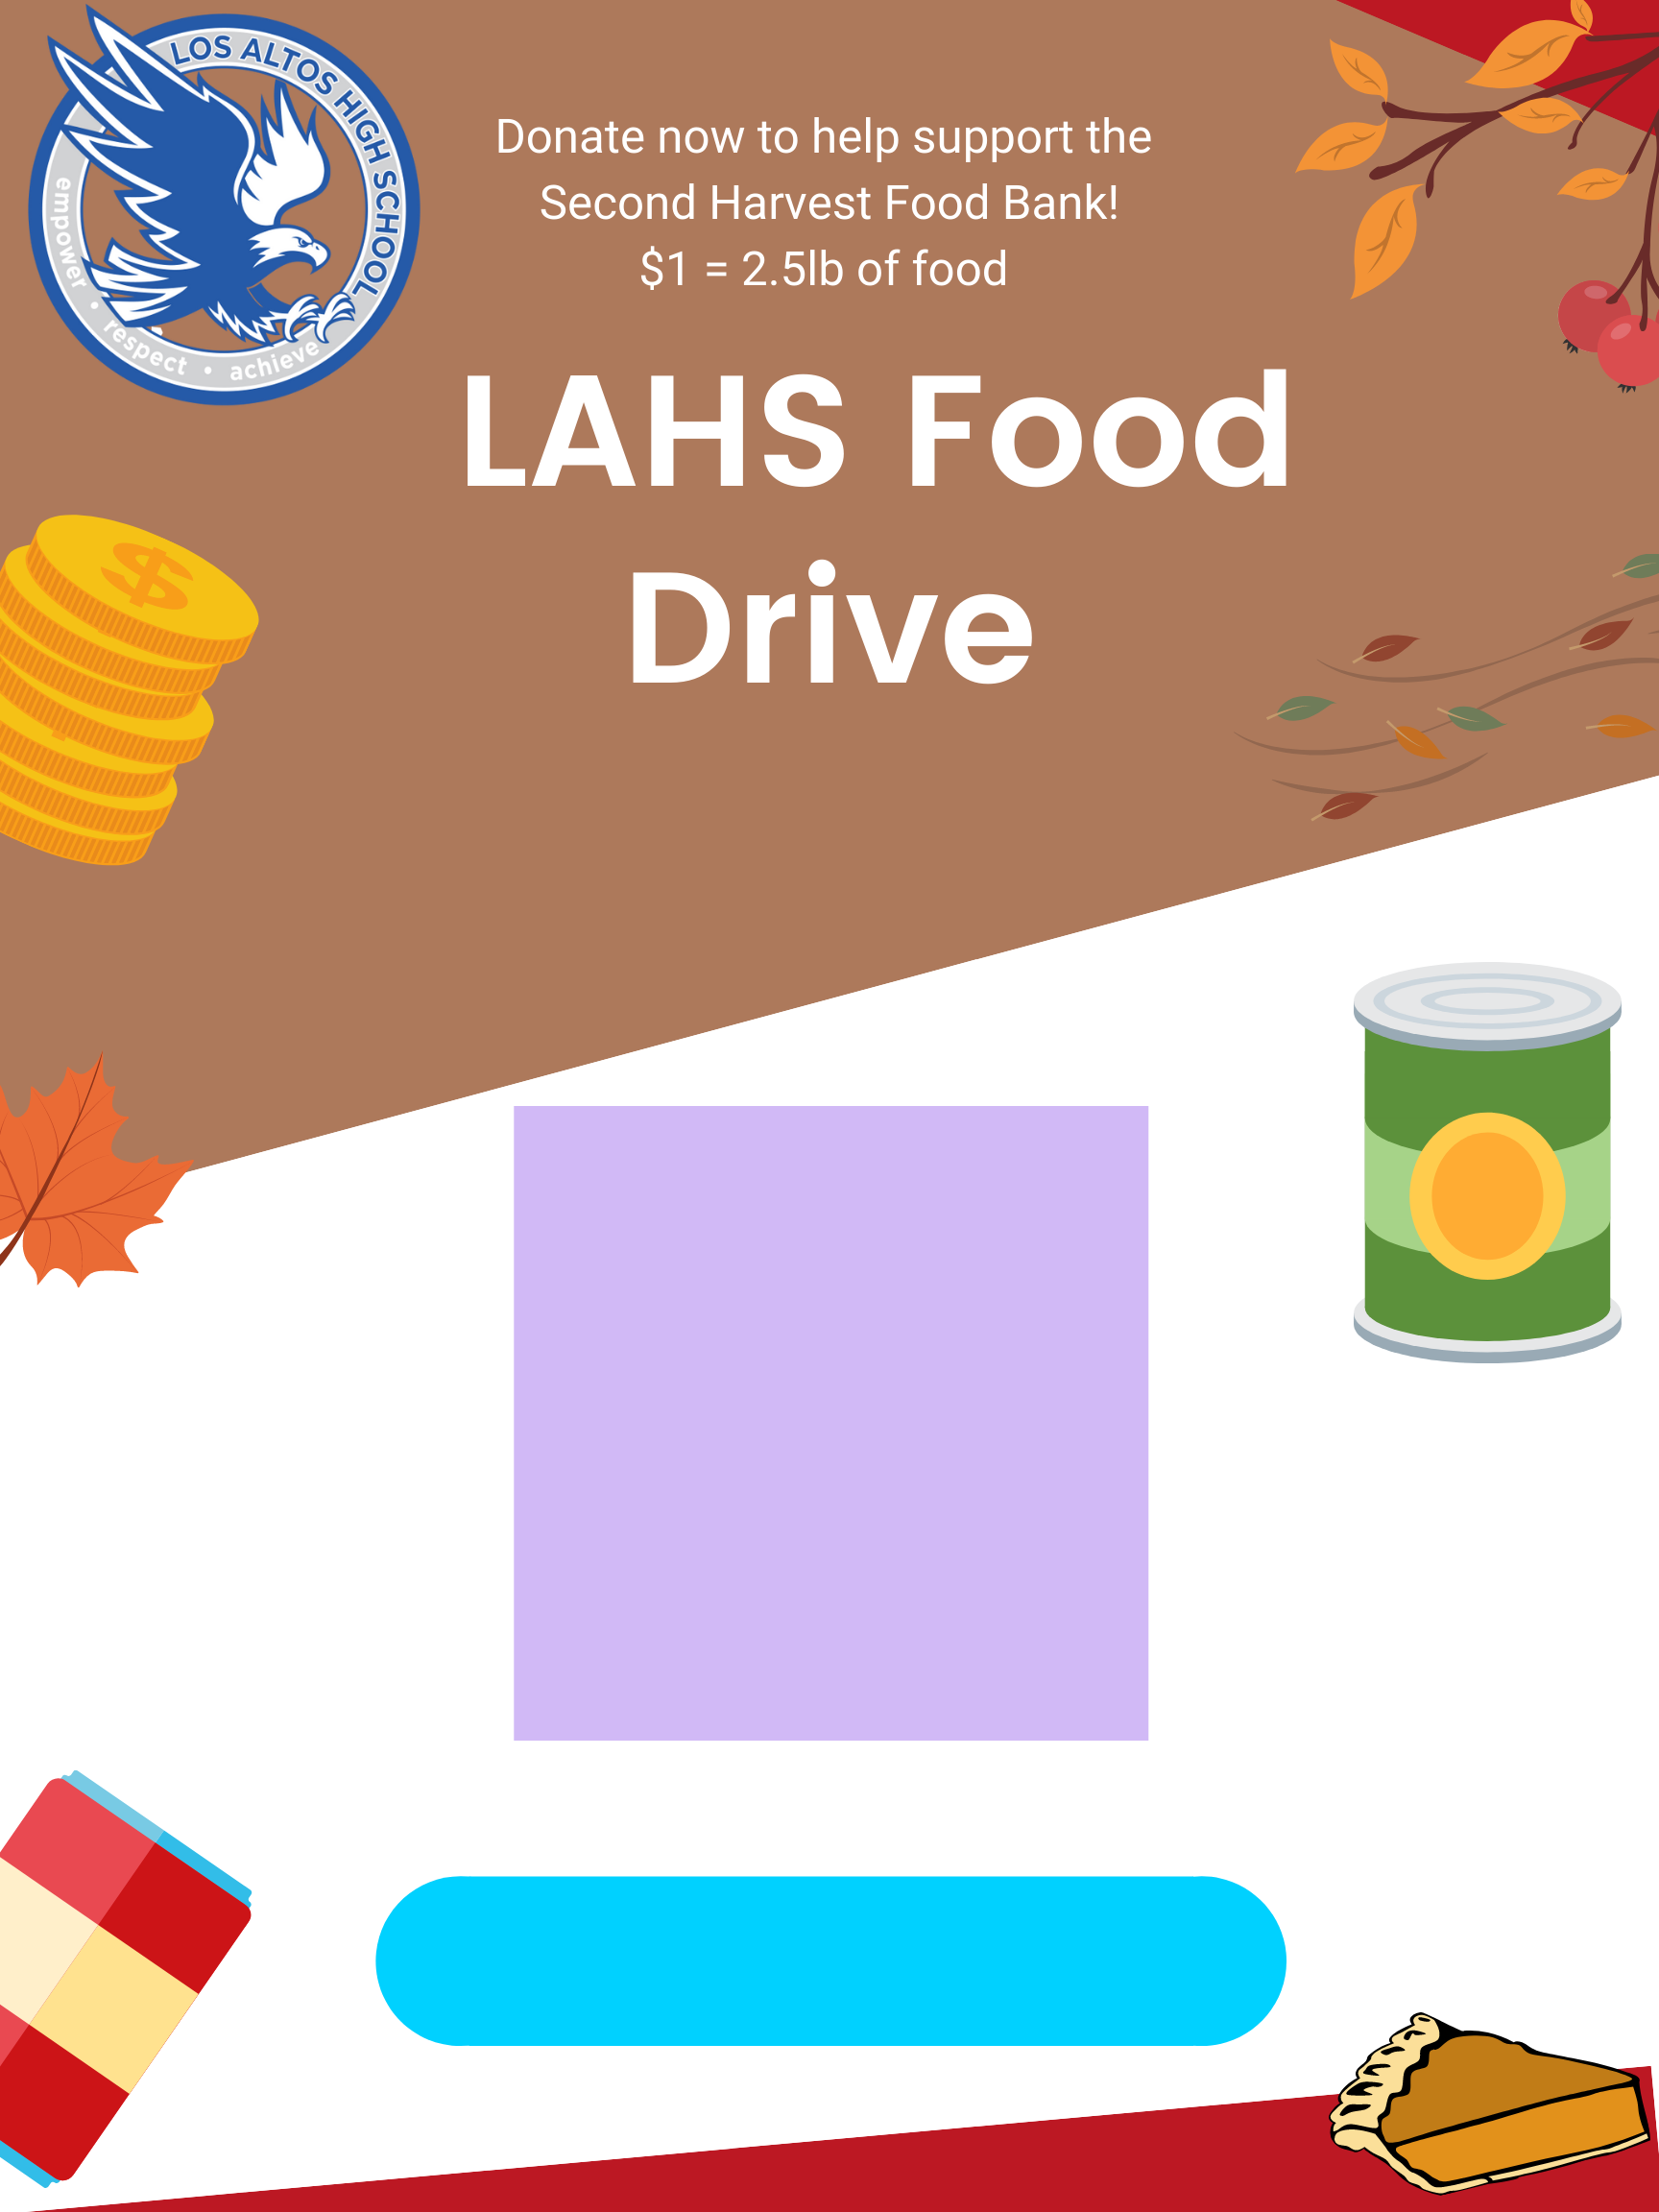 LOS ALTOS HIGH SCHOOL
empower • respect • achieve
Donate now to help support the
Second Harvest Food Bank!
$1 = 2.5lb of food
LAHS Food
Drive
$